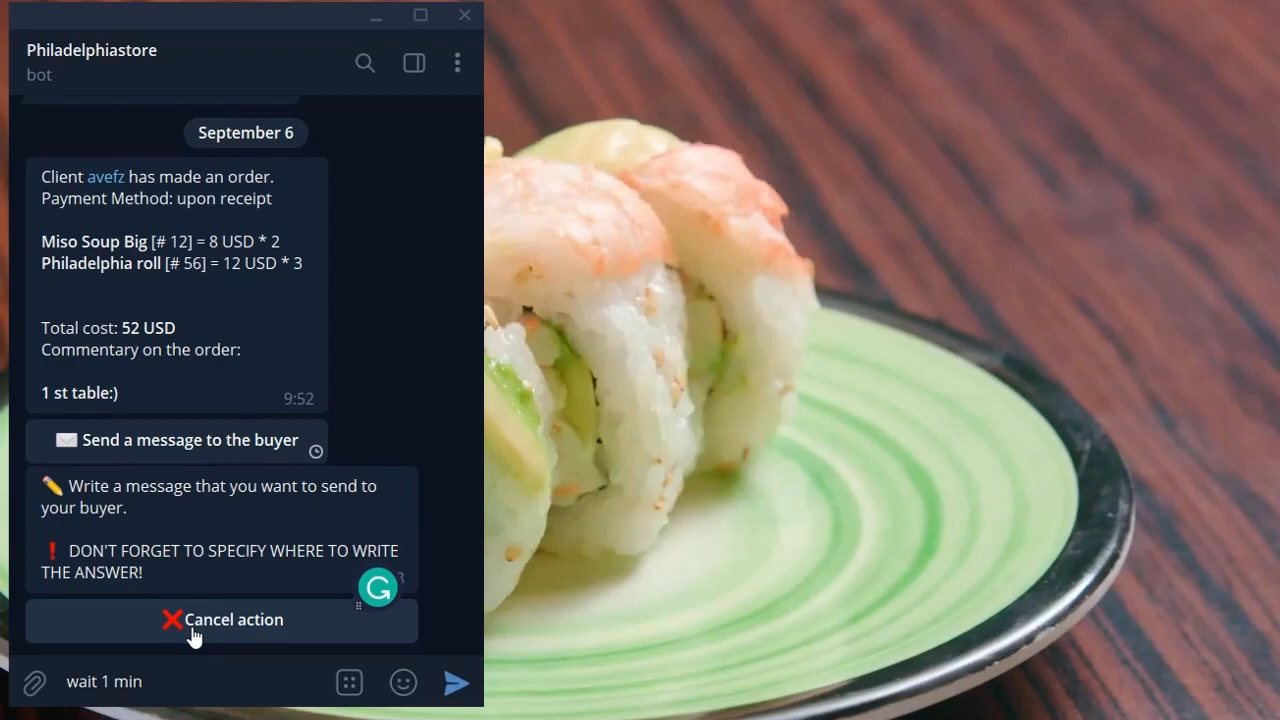 Philadelphiastore
bot
September 6
Client avefz has made an order.
Payment Method: upon receipt
Miso Soup Big [# 12] = 8 USD * 2
Philadelphia roll [# 56] = 12 USD * 3
Total cost: 52 USD
Commentary on the order:
1 st table:)
9:52
Send a message to the buyer
Write a message that you want to send to
your buyer.
DON'T FORGET TO SPECIFY WHERE TO WRITE
THE ANSWER!
Cancel action
wait 1 min